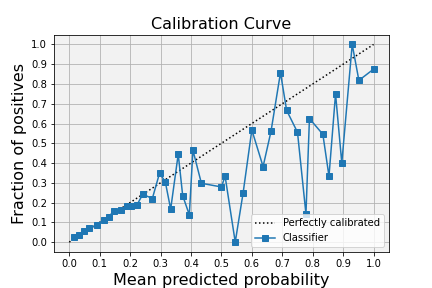 Calibration Curve
Fraction of positives
1.0
0.9
0.8
0.7
0.6
0.5
0.4
0.3
0.2
0.1
0.0
Perfectly calibrated
Classifier
0.0 0.1 0.2 0.3 0.4 0.5 0.6 0.7 0.8 0.9 1.0
Mean predicted probability